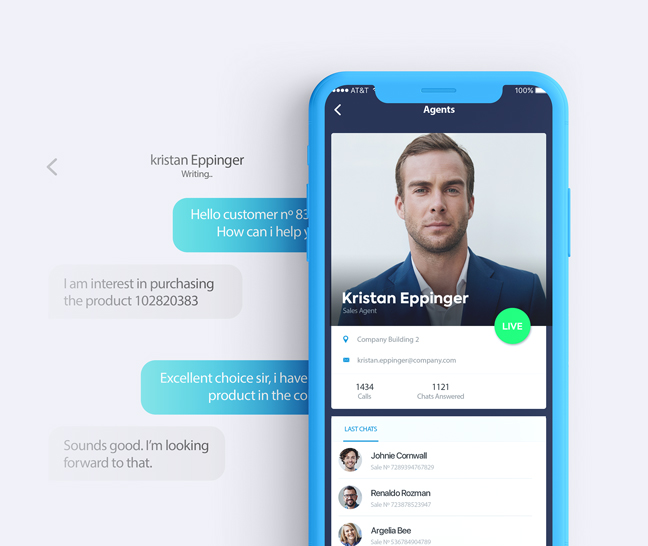 kristan Eppinger
Writing..
Hello customer nº 83
How can i help
I am interest in purchasing
the product 102820383
Excellent choice sir, i have
product in the
Sounds good. I'm looking
forward to that.
AT&T
100%
Agents
Kristan Eppinger
Sales Agent
LIVE
Company Building 2
kristan.eppinger@company.com
1434
1121
Calls
Chats Answered
LAST CHATS
Johnie Cornwall
Sale Nº 7289394767829
Renaldo Rozman
Sale Nº 723878523947
Argelia Bee
Sale Nº 536784904789